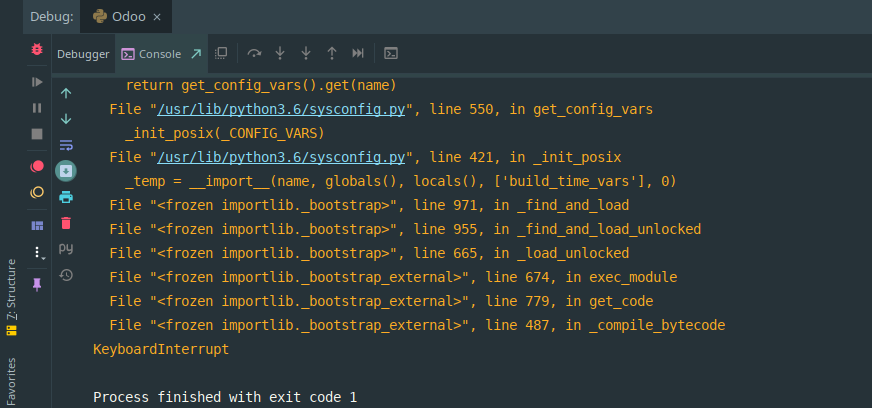 Debug: Odoo ×
Debugger Console
return get_config_vars().get(name)
File "/usr/lib/python3.6/sysconfig.py", line 550, in get_config_vars
_init_posix(_CONFIG_VARS)
File "/usr/lib/python3.6/sysconfig.py", line 421, in _init_posix
_temp = __import__(name, globals(), locals(), ['build_time_vars'], 0)
File "<frozen importlib._bootstrap>", line 971, in _find_and_load
File "<frozen importlib._bootstrap>", line 955, in _find_and_load_unlocked
File "<frozen importlib._bootstrap>", line 665, in _load_unlocked
File "<frozen importlib._bootstrap_external>", line 674, in exec_module
File "<frozen importlib._bootstrap_external>", line 779, in get_code
File "<frozen importlib._bootstrap_external>", line 487, in _compile_bytecode
KeyboardInterrupt
Process finished with exit code 1
py
7: Structure
Favorites